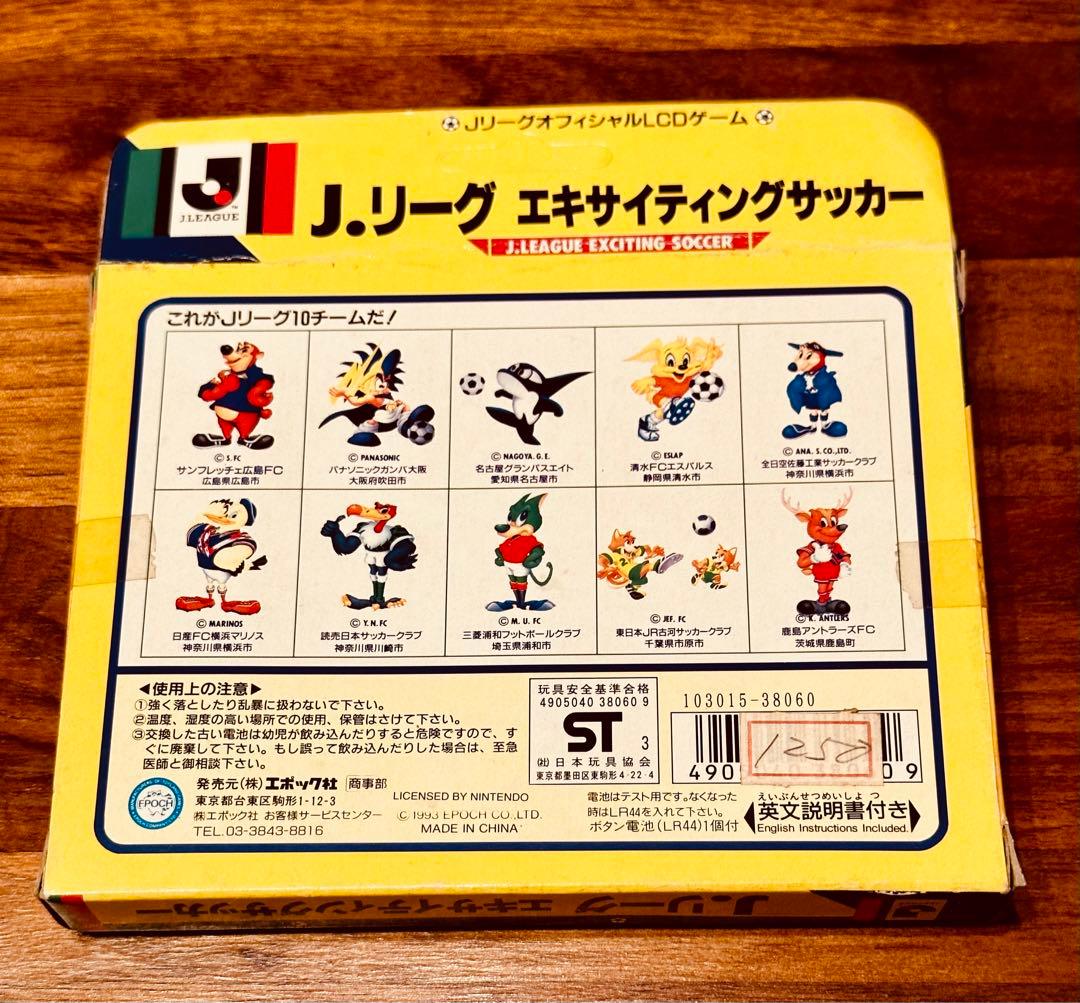 JリーグオフィシャルLCDゲーム
J.LEAGUE
J.リーグ エキサイティングサッカー
J.LEAGUE EXCITING SOCCER
これがJリーグ10チームだ！
© S.FC
サンフレッチェ広島FC
広島県広島市
© PANASONIC
パナソニックガンバ大阪
大阪府吹田市
© NAGOYA. G. E.
名古屋グランパスエイト
愛知県名古屋市
© ESLAP
清水FCエスパルス
静岡県清水市
© ANA. S. CO., LTD.
全日空佐藤工業サッカークラブ
神奈川県横浜市
© MARINOS
日産FC横浜マリノス
神奈川県横浜市
© Y. N. FC
読売日本サッカークラブ
神奈川県川崎市
© M. U. FC
三菱浦和フットボールクラブ
埼玉県浦和市
© JEF. FC
東日本JR古河サッカークラブ
千葉県市原市
© K. ANTLERS
鹿島アントラーズFC
茨城県鹿島町
◀使用上の注意▶
①強く落としたり乱暴に扱わないで下さい。
②温度、湿度の高い場所での使用、保管はさけて下さい。
③交換した古い電池は幼児が飲み込んだりすると危険ですので、す
ぐに廃棄して下さい。もし誤って飲み込んだりした場合は、至急
医師と御相談下さい。
玩具安全基準合格
4905040 38060 9
ST 3
㈳日本玩具協会
東京都墨田区東駒形4-22-4
103015-38060
490
09
1250
EPOCH
発売元(株)エポック社 商事部
東京都台東区駒形1-12-3
㈱エポック社 お客様サービスセンター
TEL.03-3843-8816
LICENSED BY NINTENDO
© 1993 EPOCH CO., LTD.
MADE IN CHINA
電池はテスト用です。なくなった
時はLR44を入れて下さい。
ボタン電池(LR44)1個付
えいぶんせつめいしょつ
英文説明書付き
English Instructions Included.
J.リーグ エキサイティングサッカー